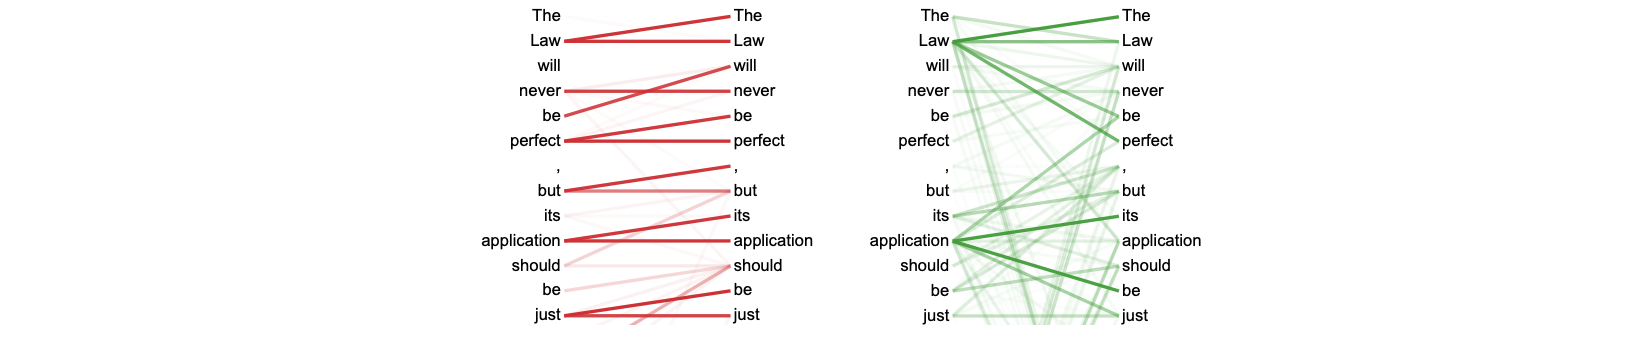 The The The The
Law Law Law Law
will will will will
never never never never
be be be be
perfect perfect perfect perfect
, , , ,
but but but but
its its its its
application application application application
should should should should
be be be be
just just just just